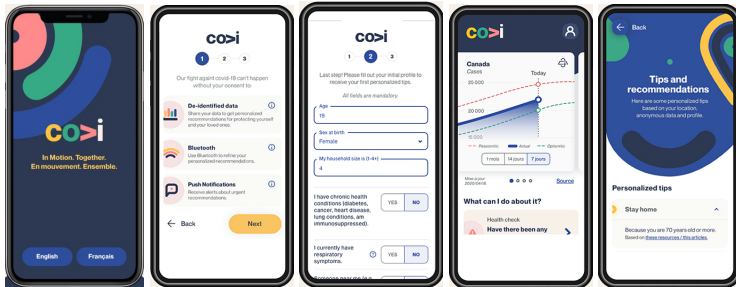 co>i
In Motion. Together.
En mouvement. Ensemble.
English
Français
co>i
1 - 2 - 3
Our fight againt covid-19 can't happen
without your consent to:
De-identified data
Share your data to get personalized
recommendations for protecting yourself
and your loved ones.
Bluetooth
Use Bluetooth to refine your
personalized recommendations.
Push Notifications
Receive alerts about urgent
recommendations.
Back
Next
co>i
1 - 2 - 3
Last step! Please fill out your initial profile to
receive your first personalized tips.
All fields are mandatory.
Age
19
Sex at birth
Female
My household size is (1-4+)
4
I have chronic health
conditions (diabetes,
cancer, heart disease,
lung conditions, am
immunosuppressed).
YES
NO
I currently have
respiratory
symptoms.
YES
NO
co>i
Canada
Cases
Today
25 000
20 000
15 000
Pessimistic
Actual
Optimistic
1 mois
14 jours
7 jours
Source
What can I do about it?
Health check
Have there been any
Back
Tips and
recommendations
Here are some personalized tips
based on your location,
anonymous data and profile.
Personalized tips
Stay home
Because you are 70 years old or more.
Based on these resources / this articles.